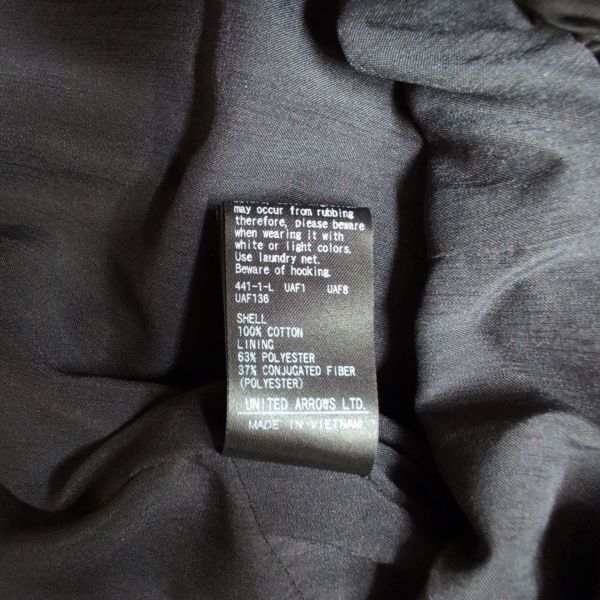 may occur from rubbing
therefore, please beware
when wearing it with
white or light colors.
Use laundry net.
Beware of hooking.
441-1-L UAF1 UAF8
UAF136
SHELL
100% COTTON
LINING
63% POLYESTER
37% CONJUGATED FIBER
(POLYESTER)
UNITED ARROWS LTD.
MADE IN VIETNAM